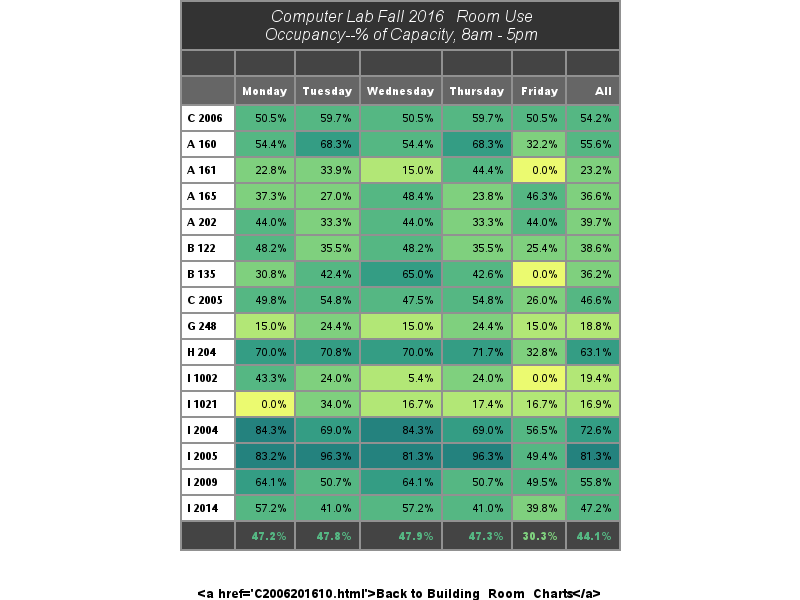 Computer Lab Fall 2016 Room Use
Occupancy--% of Capacity, 8am - 5pm
Monday Tuesday Wednesday Thursday Friday All
C 2006 50.5% 59.7% 50.5% 59.7% 50.5% 54.2%
A 160 54.4% 68.3% 54.4% 68.3% 32.2% 55.6%
A 161 22.8% 33.9% 15.0% 44.4% 0.0% 23.2%
A 165 37.3% 27.0% 48.4% 23.8% 46.3% 36.6%
A 202 44.0% 33.3% 44.0% 33.3% 44.0% 39.7%
B 122 48.2% 35.5% 48.2% 35.5% 25.4% 38.6%
B 135 30.8% 42.4% 65.0% 42.6% 0.0% 36.2%
C 2005 49.8% 54.8% 47.5% 54.8% 26.0% 46.6%
G 248 15.0% 24.4% 15.0% 24.4% 15.0% 18.8%
H 204 70.0% 70.8% 70.0% 71.7% 32.8% 63.1%
I 1002 43.3% 24.0% 5.4% 24.0% 0.0% 19.4%
I 1021 0.0% 34.0% 16.7% 17.4% 16.7% 16.9%
I 2004 84.3% 69.0% 84.3% 69.0% 56.5% 72.6%
I 2005 83.2% 96.3% 81.3% 96.3% 49.4% 81.3%
I 2009 64.1% 50.7% 64.1% 50.7% 49.5% 55.8%
I 2014 57.2% 41.0% 57.2% 41.0% 39.8% 47.2%
47.2% 47.8% 47.9% 47.3% 30.3% 44.1%
<a href='C2006201610.html'>Back to Building Room Charts</a>